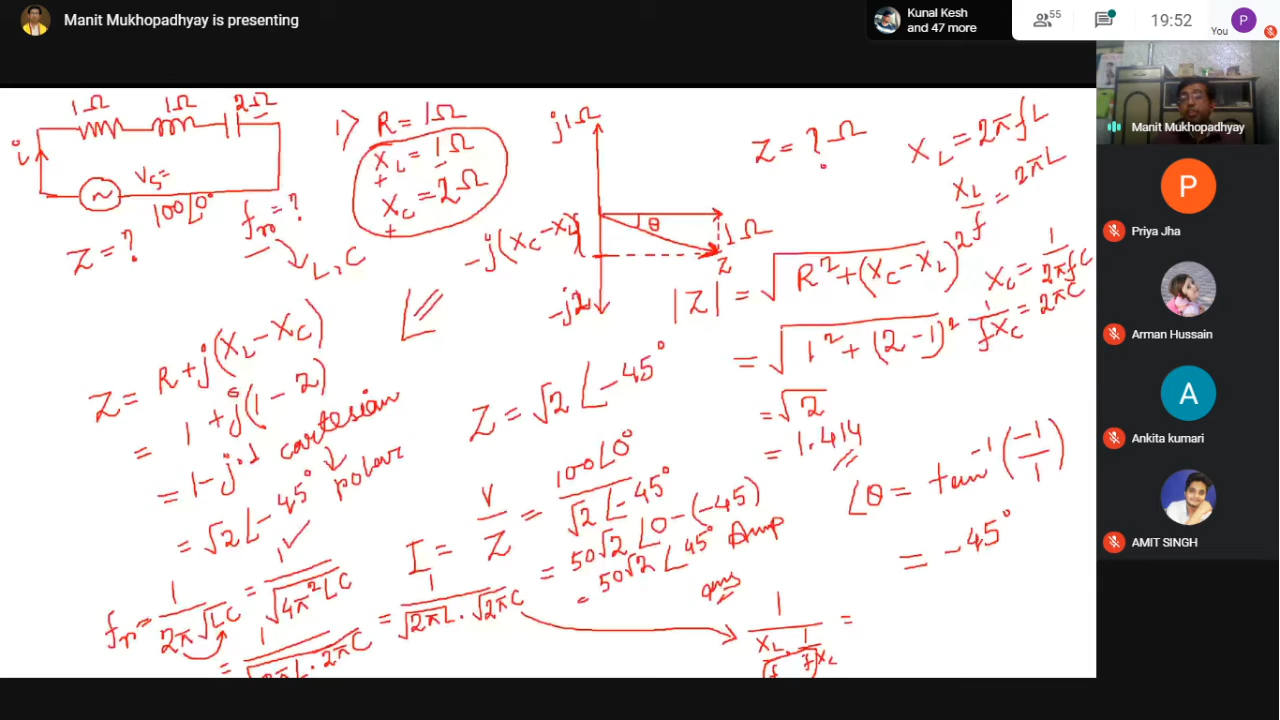 Manit Mukhopadhyay is presenting
Kunal Kesh
and 47 more
55
19:52
P
You
Manit Mukhopadhyay
P
Priya Jha
Arman Hussain
A
Ankita kumari
AMIT SINGH
1Ω 1Ω 2Ω
i
Vs=
100∠0°
Z = ?
fr = ?
L, C
1) R = 1Ω
XL = 1Ω
+
XC = 2Ω
+
j1Ω
θ
1Ω
Z
-j(XC-XL)
-j2
Z = ? Ω
XL = 2πfL
XL/f = 2πL
XC = 1/2πfC
1/fXC = 2πC
|Z| = √R²+(XC-XL)²
= √1²+(2-1)²
= √2
= 1.414
∠θ = tan⁻¹(-1/1)
= -45°
Z = R+j(XL-XC)
= 1+j(1-2)
= 1-j.1 cartesian
= √2∠-45° polar
Z = √2 ∠-45°
I = V/Z = 100∠0°/√2∠-45°
= 50√2 ∠0-(-45)
= 50√2 ∠45° Amp
ans
fr = 1/2π√LC = 1/√4π²LC
= 1/√2πL.2πC = 1/√2πL.√2πC
1/√XL/f.1/fXL =